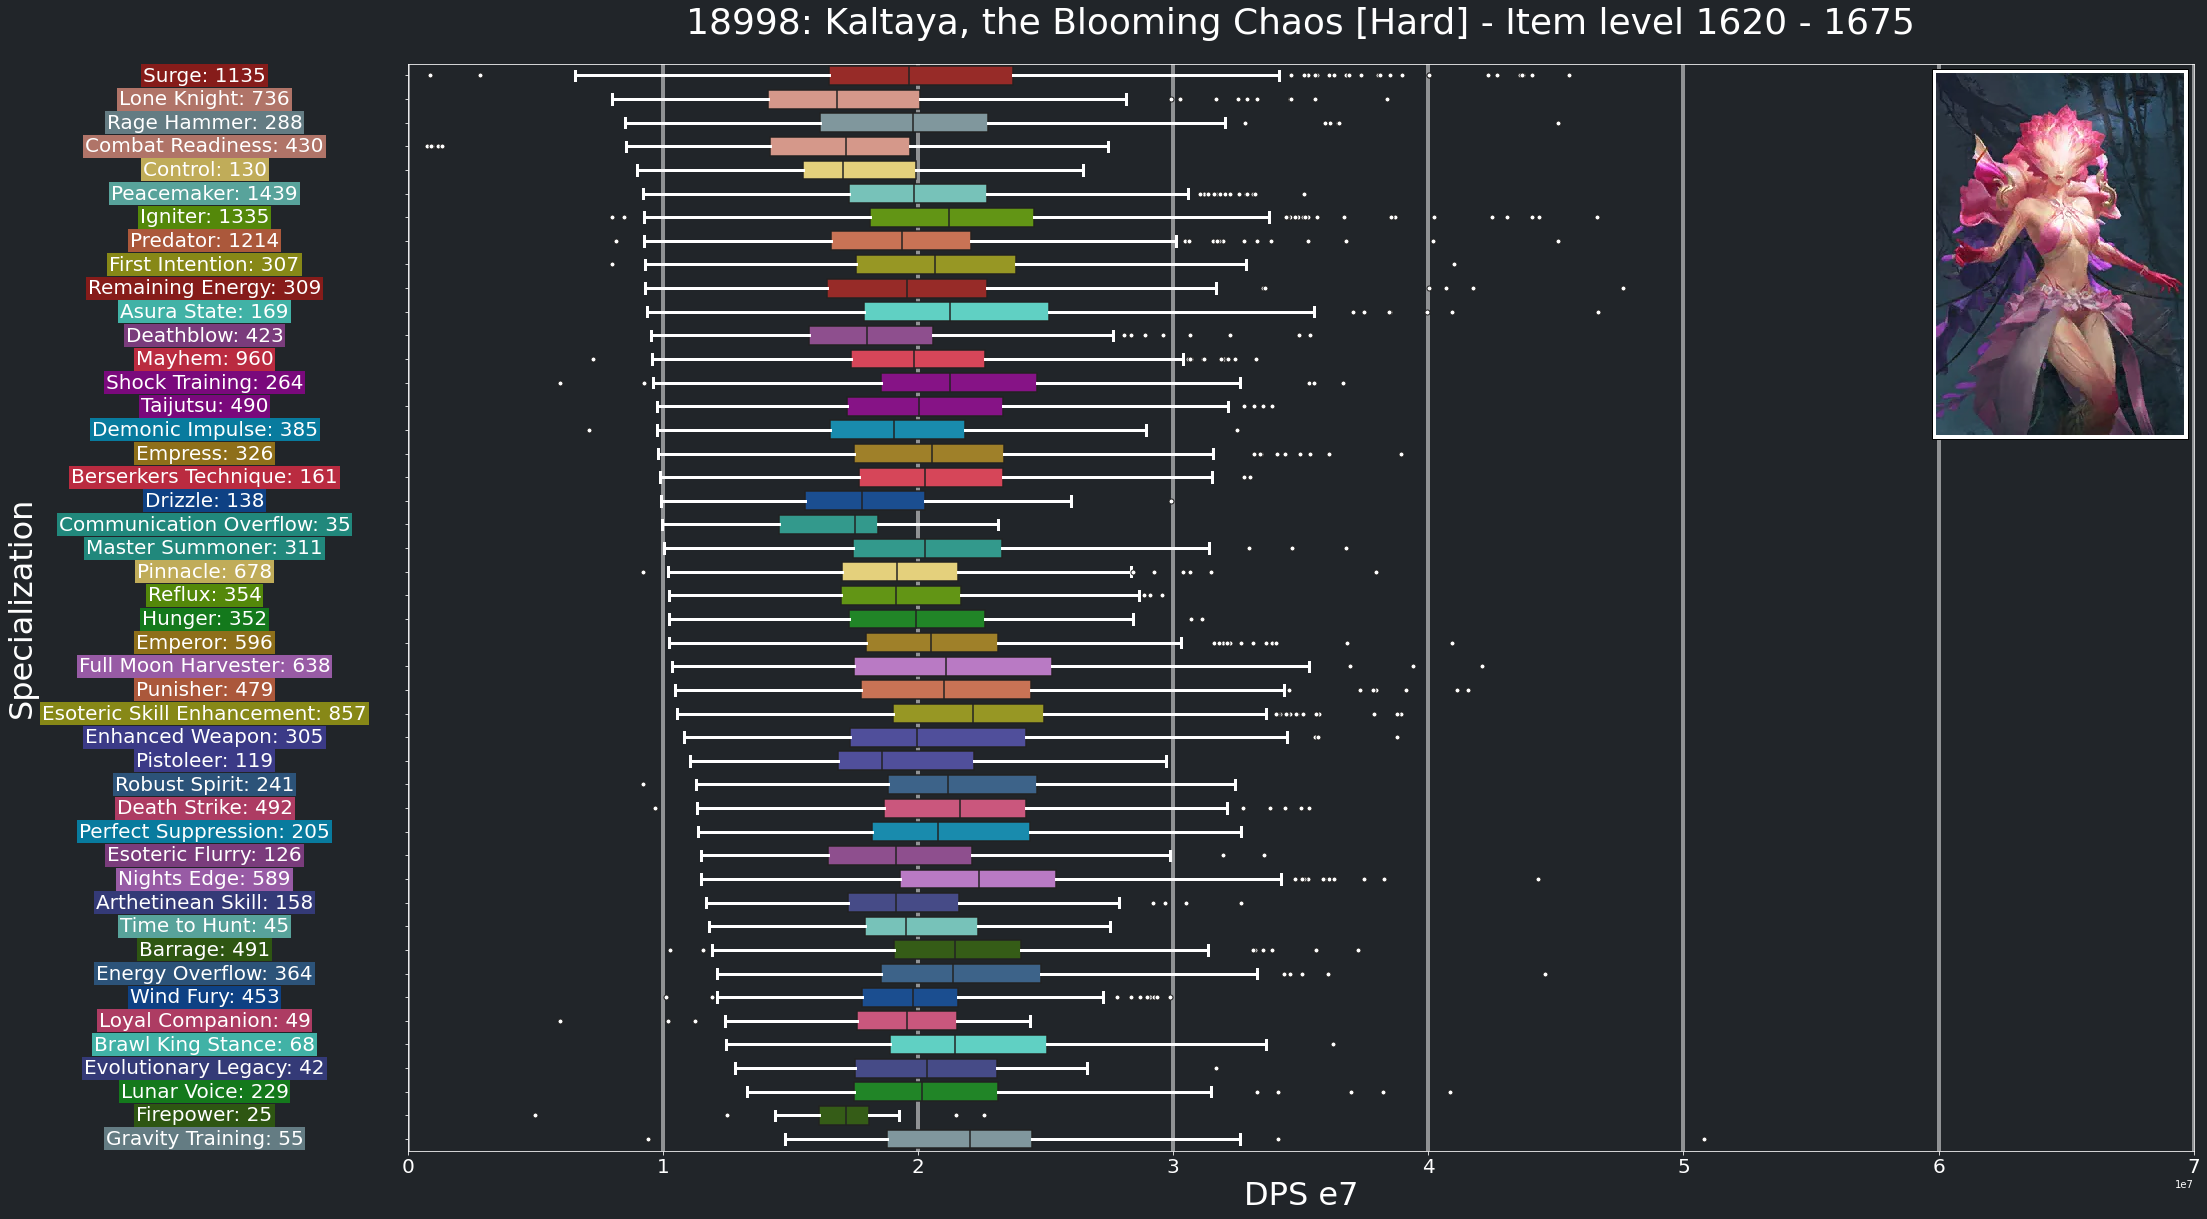 18998: Kaltaya, the Blooming Chaos [Hard] - Item level 1620 - 1675
Specialization
Surge: 1135
Lone Knight: 736
Rage Hammer: 288
Combat Readiness: 430
Control: 130
Peacemaker: 1439
Igniter: 1335
Predator: 1214
First Intention: 307
Remaining Energy: 309
Asura State: 169
Deathblow: 423
Mayhem: 960
Shock Training: 264
Taijutsu: 490
Demonic Impulse: 385
Empress: 326
Berserkers Technique: 161
Drizzle: 138
Communication Overflow: 35
Master Summoner: 311
Pinnacle: 678
Reflux: 354
Hunger: 352
Emperor: 596
Full Moon Harvester: 638
Punisher: 479
Esoteric Skill Enhancement: 857
Enhanced Weapon: 305
Pistoleer: 119
Robust Spirit: 241
Death Strike: 492
Perfect Suppression: 205
Esoteric Flurry: 126
Nights Edge: 589
Arthetinean Skill: 158
Time to Hunt: 45
Barrage: 491
Energy Overflow: 364
Wind Fury: 453
Loyal Companion: 49
Brawl King Stance: 68
Evolutionary Legacy: 42
Lunar Voice: 229
Firepower: 25
Gravity Training: 55
0 1 2 3 4 5 6 7
1e7
DPS e7